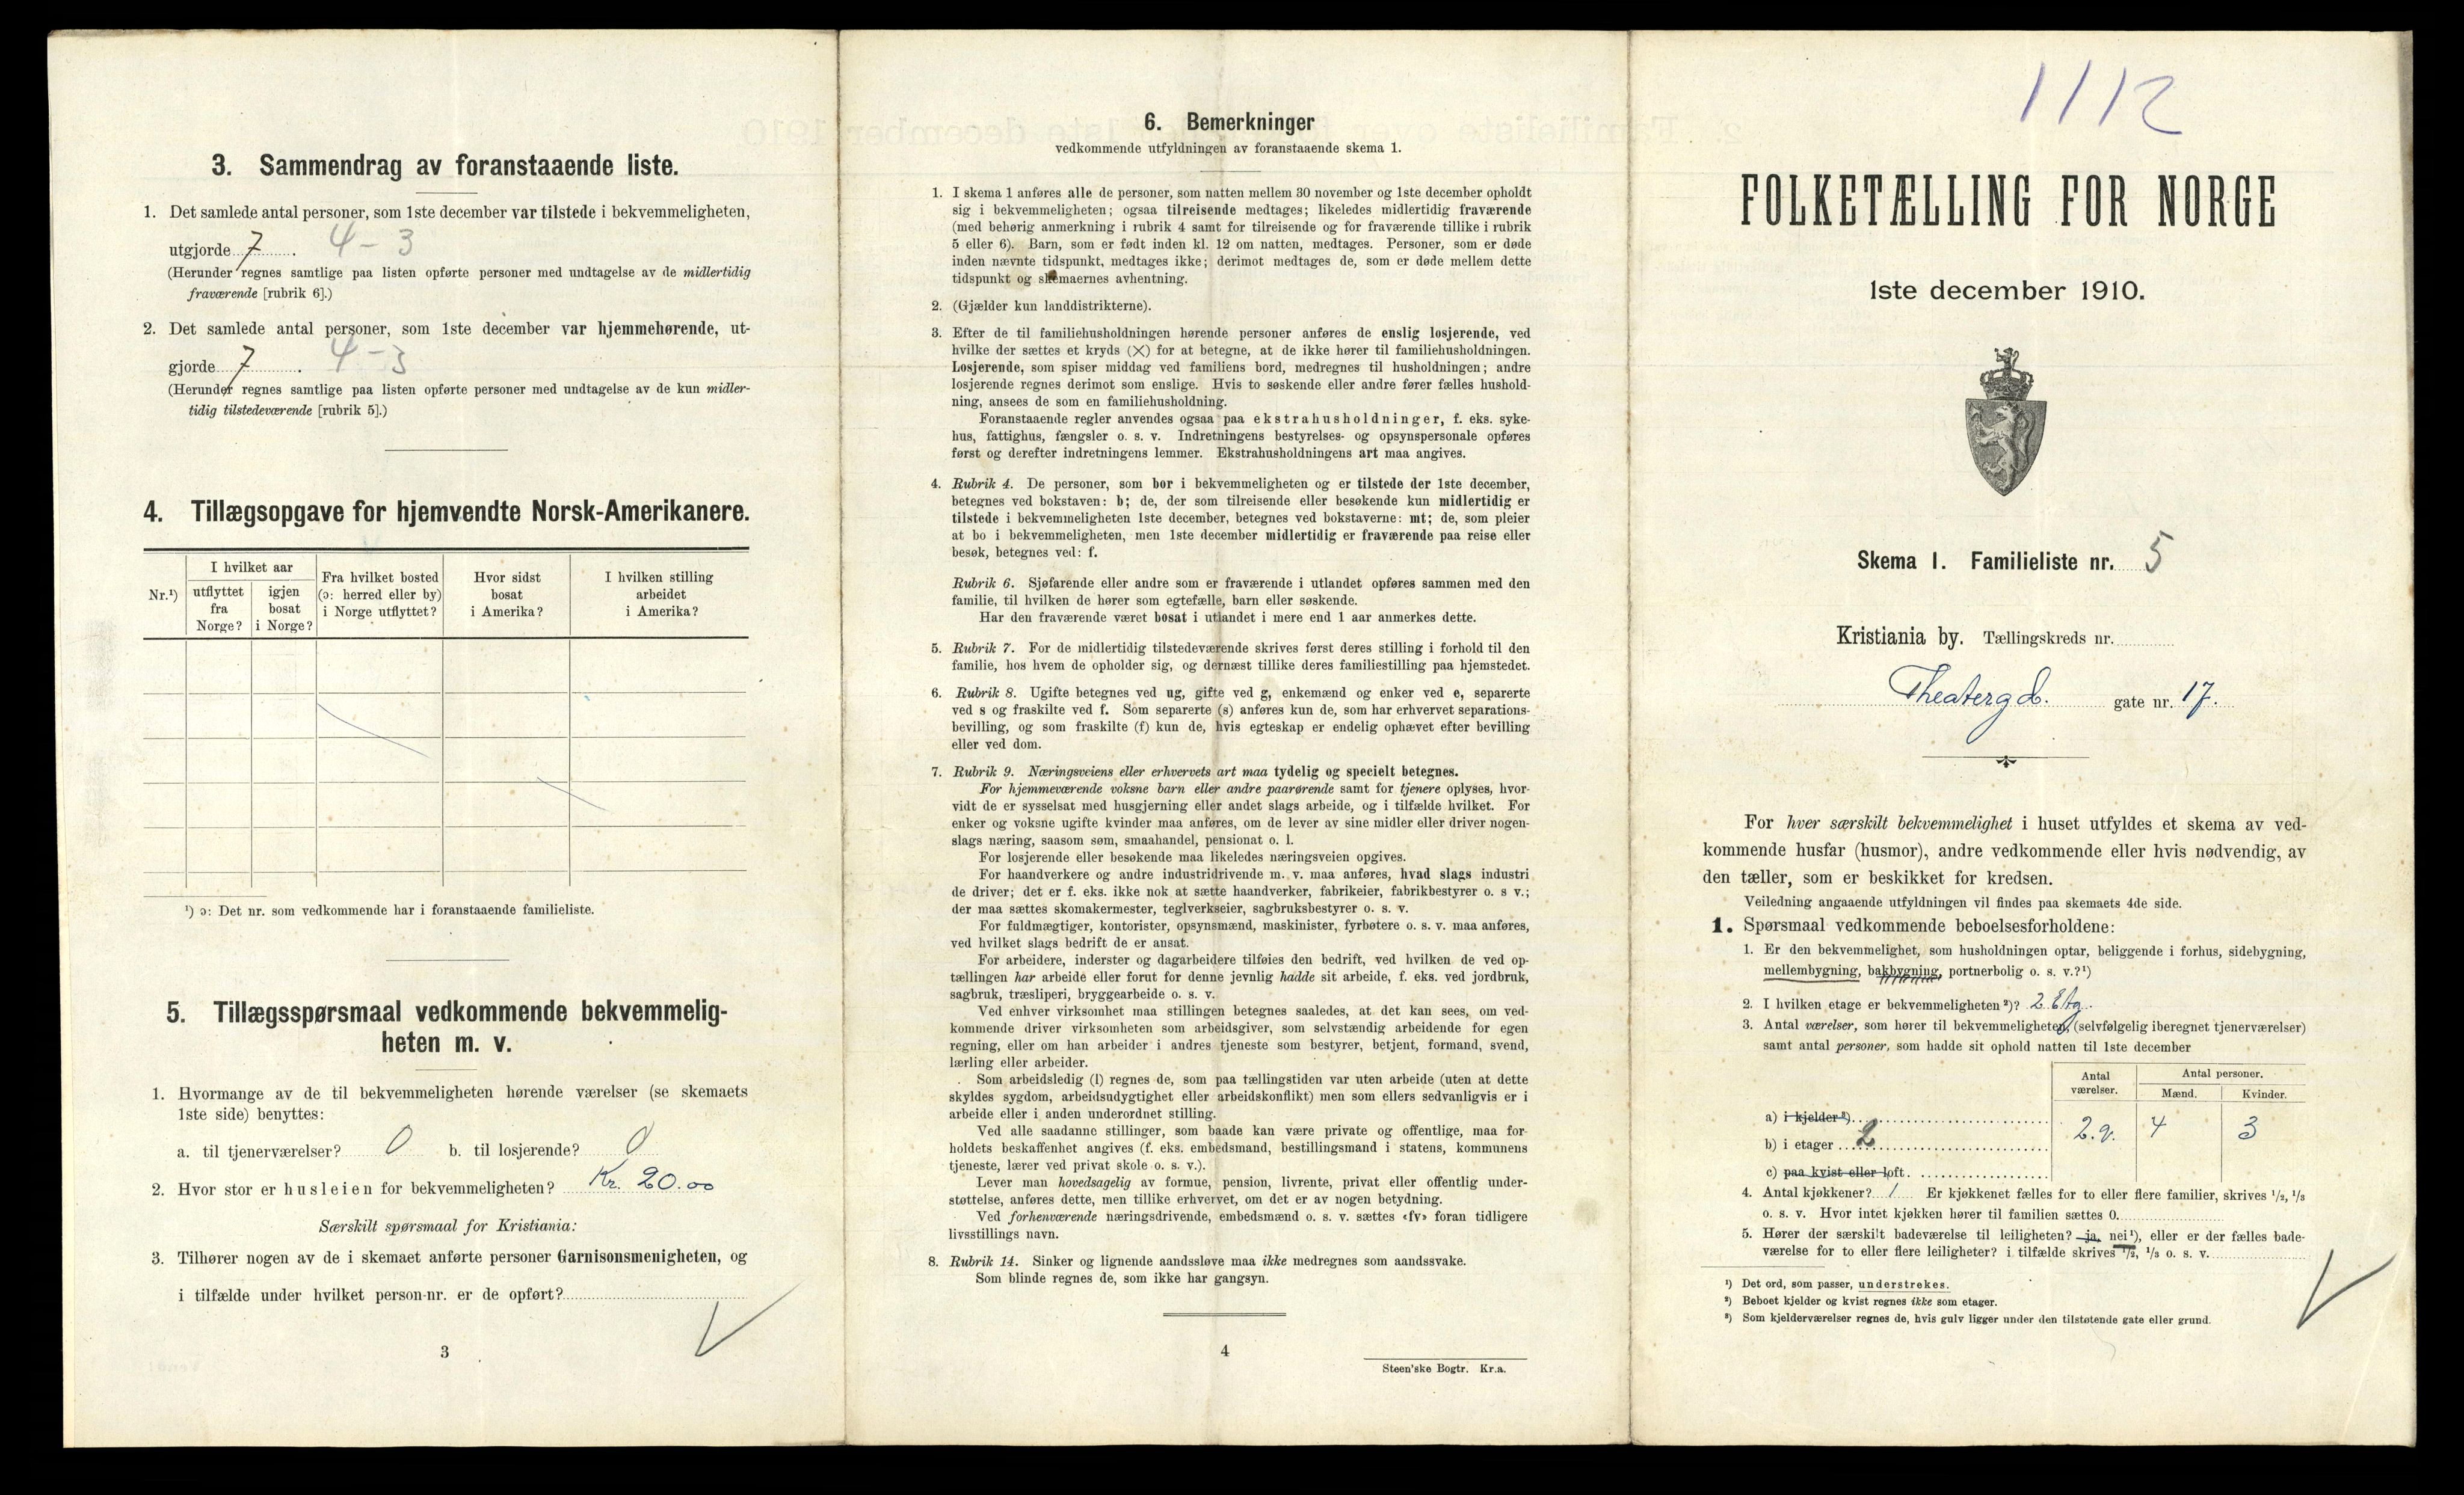 3. Sammendrag av foranstaaende liste.
1. Det samlede antal personer, som 1ste december var tilstede i bekvemmeligheten,
utgjorde 7. 4-3
(Herunder regnes samtlige paa listen opførte personer med undtagelse av de midlertidig
fraværende [rubrik 6].)
2. Det samlede antal personer, som 1ste december var hjemmehørende, ut-
gjorde 7. 4-3
(Herunder regnes samtlige paa listen opførte personer med undtagelse av de kun midler-
tidig tilstedeværende [rubrik 5].)
4. Tillægsopgave for hjemvendte Norsk-Amerikanere.
Nr.¹)
I hvilket aar
utflyttet fra Norge?
igjen bosat i Norge?
Fra hvilket bosted (ɔ: herred eller by) i Norge utflyttet?
Hvor sidst bosat i Amerika?
I hvilken stilling arbeidet i Amerika?
¹) ɔ: Det nr. som vedkommende har i foranstaaende familieliste.
5. Tillægsspørsmaal vedkommende bekvemmelig-
heten m. v.
1. Hvormange av de til bekvemmeligheten hørende værelser (se skemaets
1ste side) benyttes:
a. til tjenerværelser? 0 b. til losjerende? 0
2. Hvor stor er husleien for bekvemmeligheten? Kr. 20.00
Særskilt spørsmaal for Kristiania:
3. Tilhører nogen av de i skemaet anførte personer Garnisonsmenigheten, og
i tilfælde under hvilket person-nr. er de opført?
3
6. Bemerkninger
vedkommende utfyldningen av foranstaaende skema 1.
1. I skema 1 anføres alle de personer, som natten mellem 30 november og 1ste december opholdt
sig i bekvemmeligheten; ogsaa tilreisende medtages; likeledes midlertidig fraværende
(med behørig anmerkning i rubrik 4 samt for tilreisende og for fraværende tillike i rubrik
5 eller 6). Barn, som er født inden kl. 12 om natten, medtages. Personer, som er døde
inden nævnte tidspunkt, medtages ikke; derimot medtages de, som er døde mellem dette
tidspunkt og skemaernes avhentning.
2. (Gjælder kun landdistrikterne).
3. Efter de til familiehusholdningen hørende personer anføres de enslig losjerende, ved
hvilke der sættes et kryds (×) for at betegne, at de ikke hører til familiehusholdningen.
Losjerende, som spiser middag ved familiens bord, medregnes til husholdningen; andre
losjerende regnes derimot som enslige. Hvis to søskende eller andre fører fælles hushold-
ning, ansees de som en familiehusholdning.
Foranstaaende regler anvendes ogsaa paa ekstrahusholdninger, f. eks. syke-
hus, fattighus, fængsler o. s. v. Indretningens bestyrelses- og opsynspersonale opføres
først og derefter indretningens lemmer. Ekstrahusholdningens art maa angives.
4. Rubrik 4. De personer, som bor i bekvemmeligheten og er tilstede der 1ste december,
betegnes ved bokstaven: b; de, der som tilreisende eller besøkende kun midlertidig er
tilstede i bekvemmeligheten 1ste december, betegnes ved bokstaverne: mt; de, som pleier
at bo i bekvemmeligheten, men 1ste december midlertidig er fraværende paa reise eller
besøk, betegnes ved: f.
Rubrik 6. Sjøfarende eller andre som er fraværende i utlandet opføres sammen med den
familie, til hvilken de hører som egtefælle, barn eller søskende.
Har den fraværende været bosat i utlandet i mere end 1 aar anmerkes dette.
5. Rubrik 7. For de midlertidig tilstedeværende skrives først deres stilling i forhold til den
familie, hos hvem de opholder sig, og dernæst tillike deres familiestilling paa hjemstedet.
6. Rubrik 8. Ugifte betegnes ved ug, gifte ved g, enkemænd og enker ved e, separerte
ved s og fraskilte ved f. Som separerte (s) anføres kun de, som har erhvervet separations-
bevilling, og som fraskilte (f) kun de, hvis egteskap er endelig ophævet efter bevilling
eller ved dom.
7. Rubrik 9. Næringsveiens eller erhvervets art maa tydelig og specielt betegnes.
For hjemmeværende voksne barn eller andre paarørende samt for tjenere oplyses, hvor-
vidt de er sysselsat med husgjerning eller andet slags arbeide, og i tilfælde hvilket. For
enker og voksne ugifte kvinder maa anføres, om de lever av sine midler eller driver nogen-
slags næring, saasom søm, smaahandel, pensionat o. l.
For losjerende eller besøkende maa likeledes næringsveien opgives.
For haandverkere og andre industridrivende m. v. maa anføres, hvad slags industri
de driver; det er f. eks. ikke nok at sætte haandverker, fabrikeier, fabrikbestyrer o. s v.;
der maa sættes skomakermester, teglverkseier, sagbruksbestyrer o. s. v.
For fuldmægtiger, kontorister, opsynsmænd, maskinister, fyrbøtere o. s. v. maa anføres,
ved hvilket slags bedrift de er ansat.
For arbeidere, inderster og dagarbeidere tilføies den bedrift, ved hvilken de ved op-
tællingen har arbeide eller forut for denne jevnlig hadde sit arbeide, f. eks. ved jordbruk,
sagbruk, træsliperi, bryggearbeide o. s. v.
Ved enhver virksomhet maa stillingen betegnes saaledes, at det kan sees, om ved-
kommende driver virksomheten som arbeidsgiver, som selvstændig arbeidende for egen
regning, eller om han arbeider i andres tjeneste som bestyrer, betjent, formand, svend,
lærling eller arbeider.
Som arbeidsledig (l) regnes de, som paa tællingstiden var uten arbeide (uten at dette
skyldes sygdom, arbeidsudygtighet eller arbeidskonflikt) men som ellers sedvanligvis er i
arbeide eller i anden underordnet stilling.
Ved alle saadanne stillinger, som baade kan være private og offentlige, maa for-
holdets beskaffenhet angives (f. eks. embedsmand, bestillingsmand i statens, kommunens
tjeneste, lærer ved privat skole o. s. v.).
Lever man hovedsagelig av formue, pension, livrente, privat eller offentlig under-
støttelse, anføres dette, men tillike erhvervet, om det er av nogen betydning.
Ved forhenværende næringsdrivende, embedsmænd o. s. v. sættes «fv» foran tidligere
livsstillings navn.
8. Rubrik 14. Sinker og lignende aandssløve maa ikke medregnes som aandssvake.
Som blinde regnes de, som ikke har gangsyn.
4
Steen'ske Bogtr. Kr.a.
1112
FOLKETÆLLING FOR NORGE
1ste december 1910.
Skema 1. Familieliste nr. 5
Kristiania by. Tællingskreds nr.
Theaterg d. gate nr. 17.
For hver særskilt bekvemmelighet i huset utfyldes et skema av ved-
kommende husfar (husmor), andre vedkommende eller hvis nødvendig, av
den tæller, som er beskikket for kredsen.
Veiledning angaaende utfyldningen vil findes paa skemaets 4de side.
1. Spørsmaal vedkommende beboelsesforholdene:
1. Er den bekvemmelighet, som husholdningen optar, beliggende i forhus, sidebygning,
mellembygning, bakbygning, portnerbolig o. s. v.?¹)
2. I hvilken etage er bekvemmeligheten²)? 2 Etg.
3. Antal værelser, som hører til bekvemmeligheten, (selvfølgelig iberegnet tjenerværelser)
samt antal personer, som hadde sit ophold natten til 1ste december
Antal værelser.
Antal personer.
Mænd. Kvinder.
a) i kjelder³)
b) i etager 2 2.v. 4 3
c) paa kvist eller loft
4. Antal kjøkkener? 1 Er kjøkkenet fælles for to eller flere familier, skrives 1/2, 1/3
o. s. v. Hvor intet kjøkken hører til familien sættes 0.
5. Hører der særskilt badeværelse til leiligheten? ja, nei¹), eller er der fælles bade-
værelse for to eller flere leiligheter? i tilfælde skrives 1/2, 1/3 o. s. v.
¹) Det ord, som passer, understrekes.
²) Beboet kjelder og kvist regnes ikke som etager.
³) Som kjelderværelser regnes de, hvis gulv ligger under den tilstøtende gate eller grund.